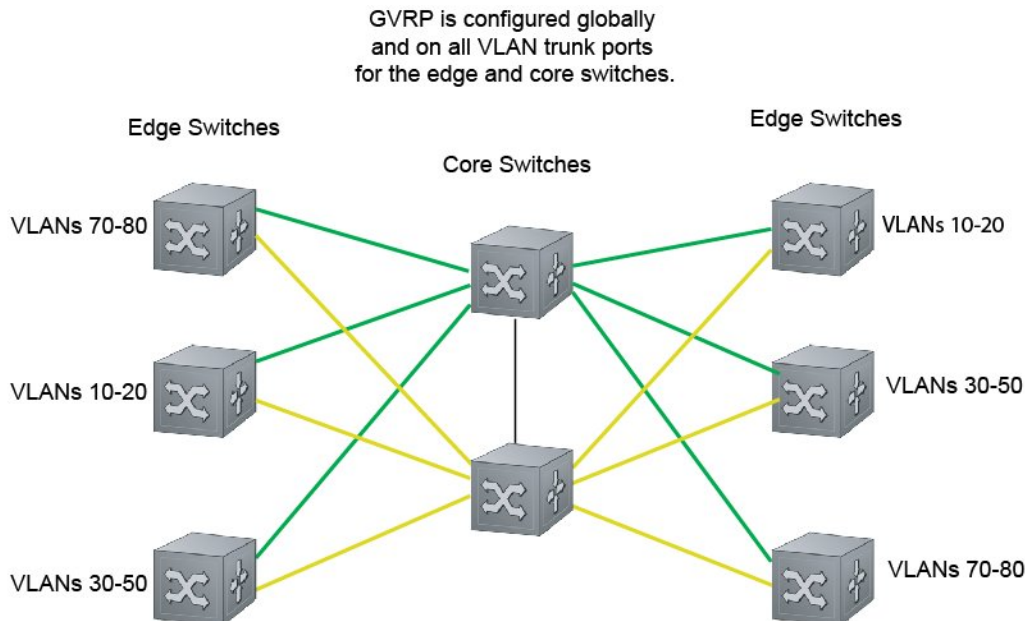 GVRP is configured globally
and on all VLAN trunk ports
for the edge and core switches.
Edge Switches
Core Switches
Edge Switches
VLANs 70-80
VLANs 10-20
VLANs 10-20
VLANs 30-50
VLANs 30-50
VLANs 70-80